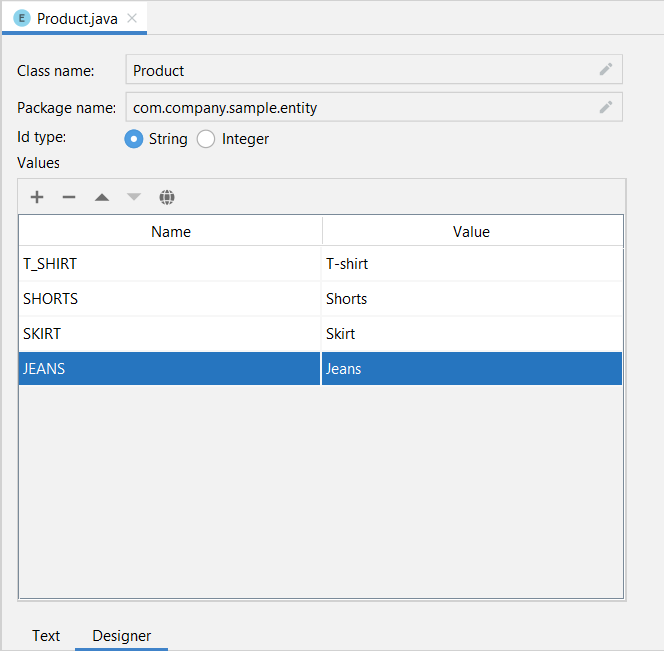 E Product.java
Class name: Product
Package name: com.company.sample.entity
Id type: String Integer
Values
Name Value
T_SHIRT T-shirt
SHORTS Shorts
SKIRT Skirt
JEANS Jeans
Text Designer